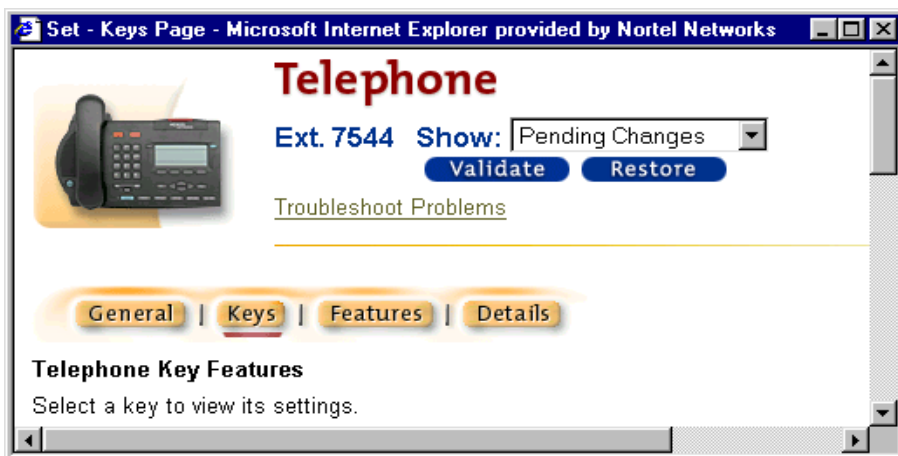 Set - Keys Page - Microsoft Internet Explorer provided by Nortel Networks
Telephone
Ext. 7544 Show: Pending Changes
Validate Restore
Troubleshoot Problems
General | Keys | Features | Details
Telephone Key Features
Select a key to view its settings.